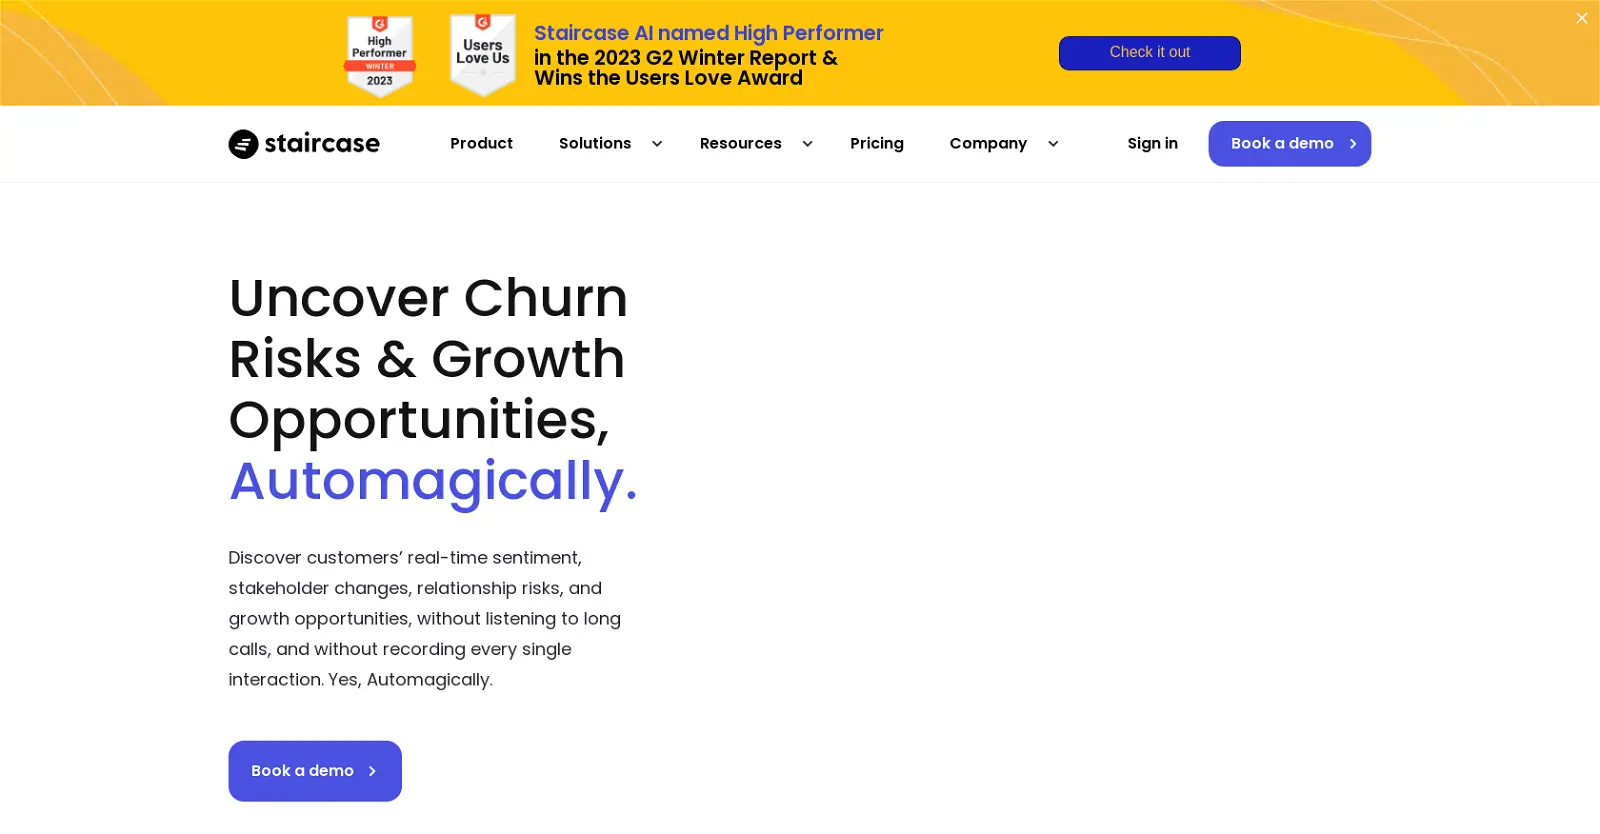 High
Performer
WINTER
2023
Users
Love Us
Staircase AI named High Performer
in the 2023 G2 Winter Report &
Wins the Users Love Award
Check it out
staircase
Product
Solutions
Resources
Pricing
Company
Sign in
Book a demo
Uncover Churn
Risks & Growth
Opportunities,
Automagically.
Discover customers’ real-time sentiment,
stakeholder changes, relationship risks, and
growth opportunities, without listening to long
calls, and without recording every single
interaction. Yes, Automagically.
Book a demo